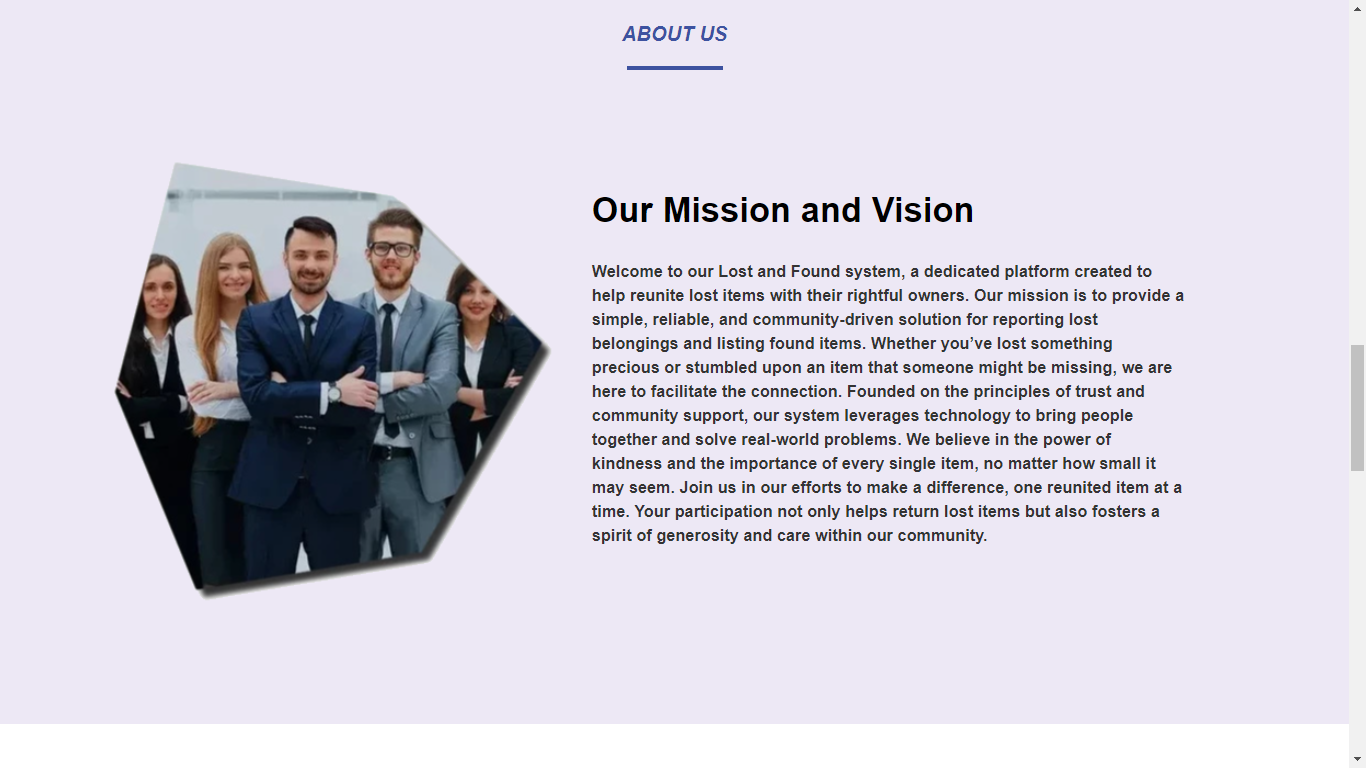 ABOUT US
Our Mission and Vision
Welcome to our Lost and Found system, a dedicated platform created to
help reunite lost items with their rightful owners. Our mission is to provide a
simple, reliable, and community-driven solution for reporting lost
belongings and listing found items. Whether you’ve lost something
precious or stumbled upon an item that someone might be missing, we are
here to facilitate the connection. Founded on the principles of trust and
community support, our system leverages technology to bring people
together and solve real-world problems. We believe in the power of
kindness and the importance of every single item, no matter how small it
may seem. Join us in our efforts to make a difference, one reunited item at a
time. Your participation not only helps return lost items but also fosters a
spirit of generosity and care within our community.